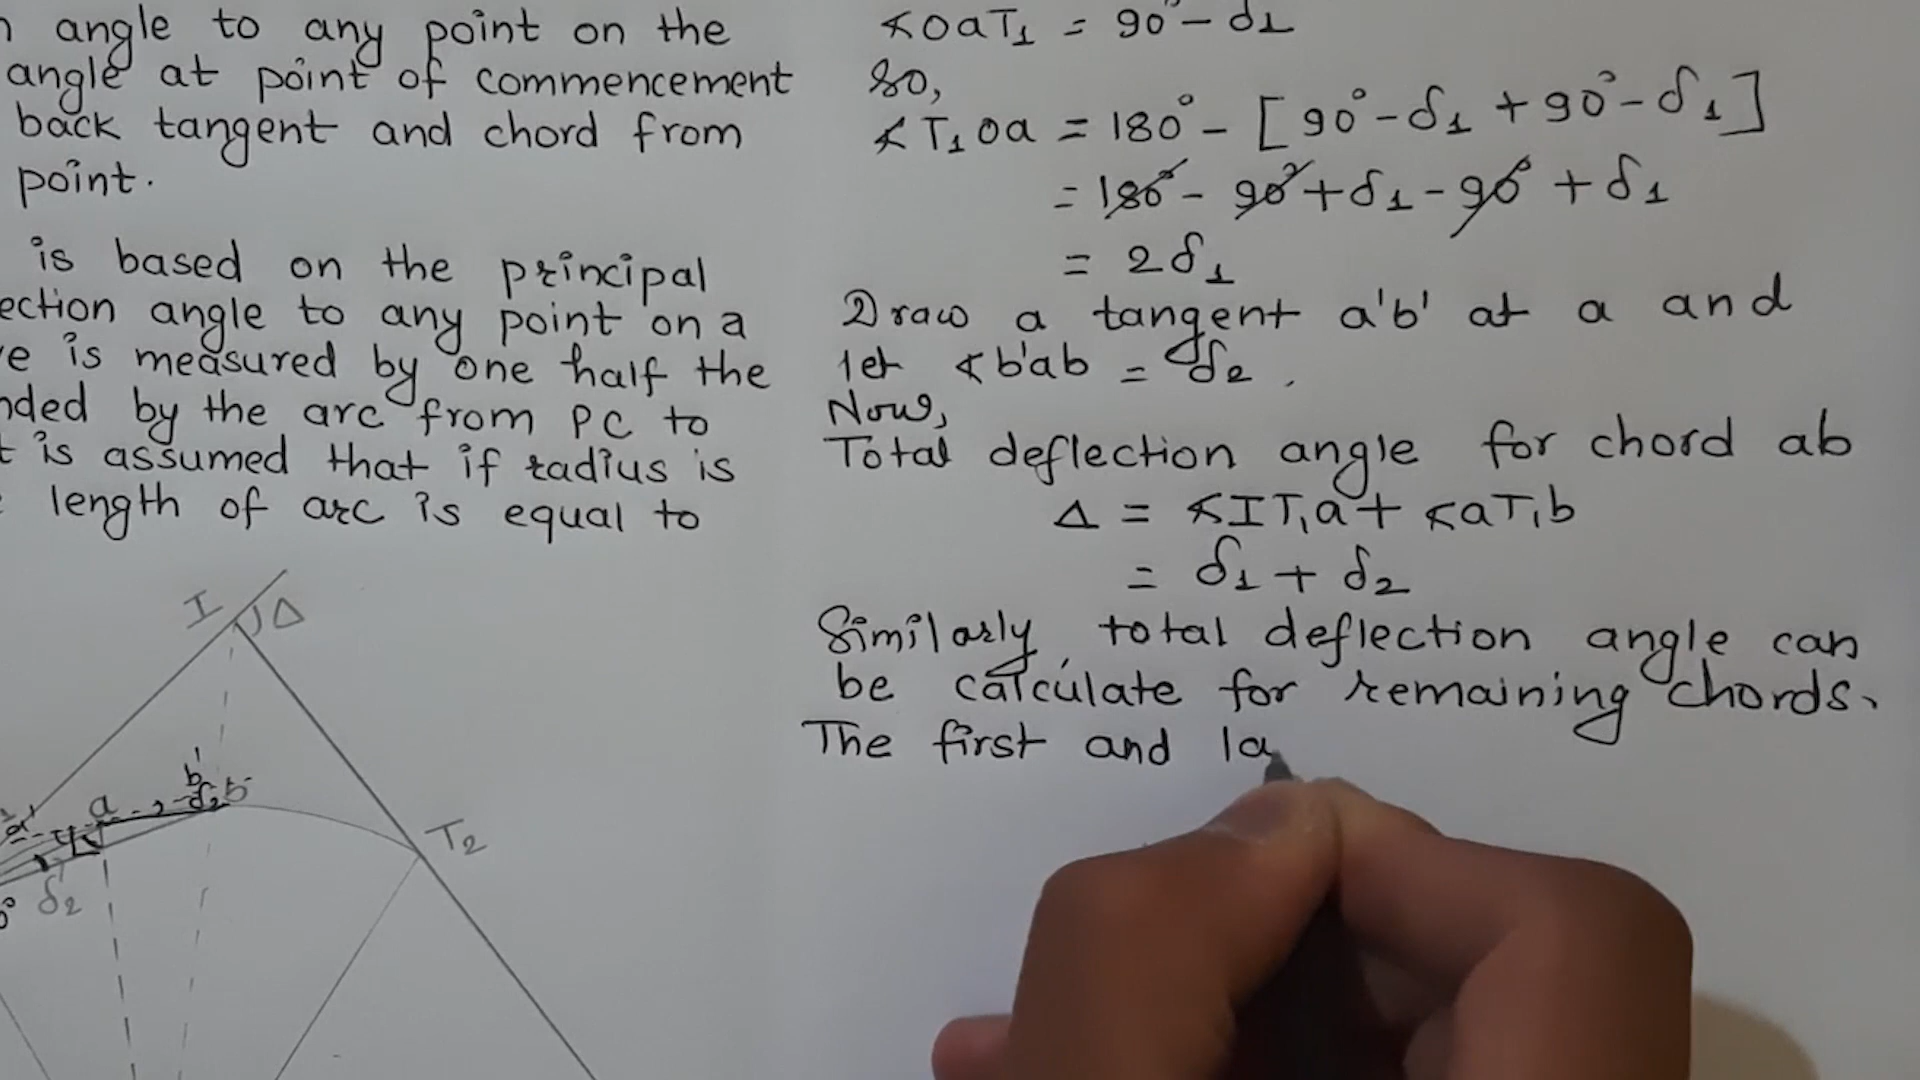 angle to any point on the
angle at point of commencement
back tangent and chord from
point.
is based on the principal
ection angle to any point on a
is measured by one half the
nded by the arc from PC to
is assumed that if radius is
length of arc is equal to
I Δ
b'
a δ2 b
a'
T2
δ2
∢OaT1 = 90° - δ1
So,
∢T1Oa = 180° - [90° - δ1 + 90° - δ1]
= 180° - 90° + δ1 - 90° + δ1
= 2δ1
Draw a tangent a'b' at a and
let ∢b'ab = δ2.
Now,
Total deflection angle for chord ab
Δ = ∢IT1a + ∢aT1b
= δ1 + δ2
Similarly, total deflection angle can
be calculate for remaining chords.
The first and la